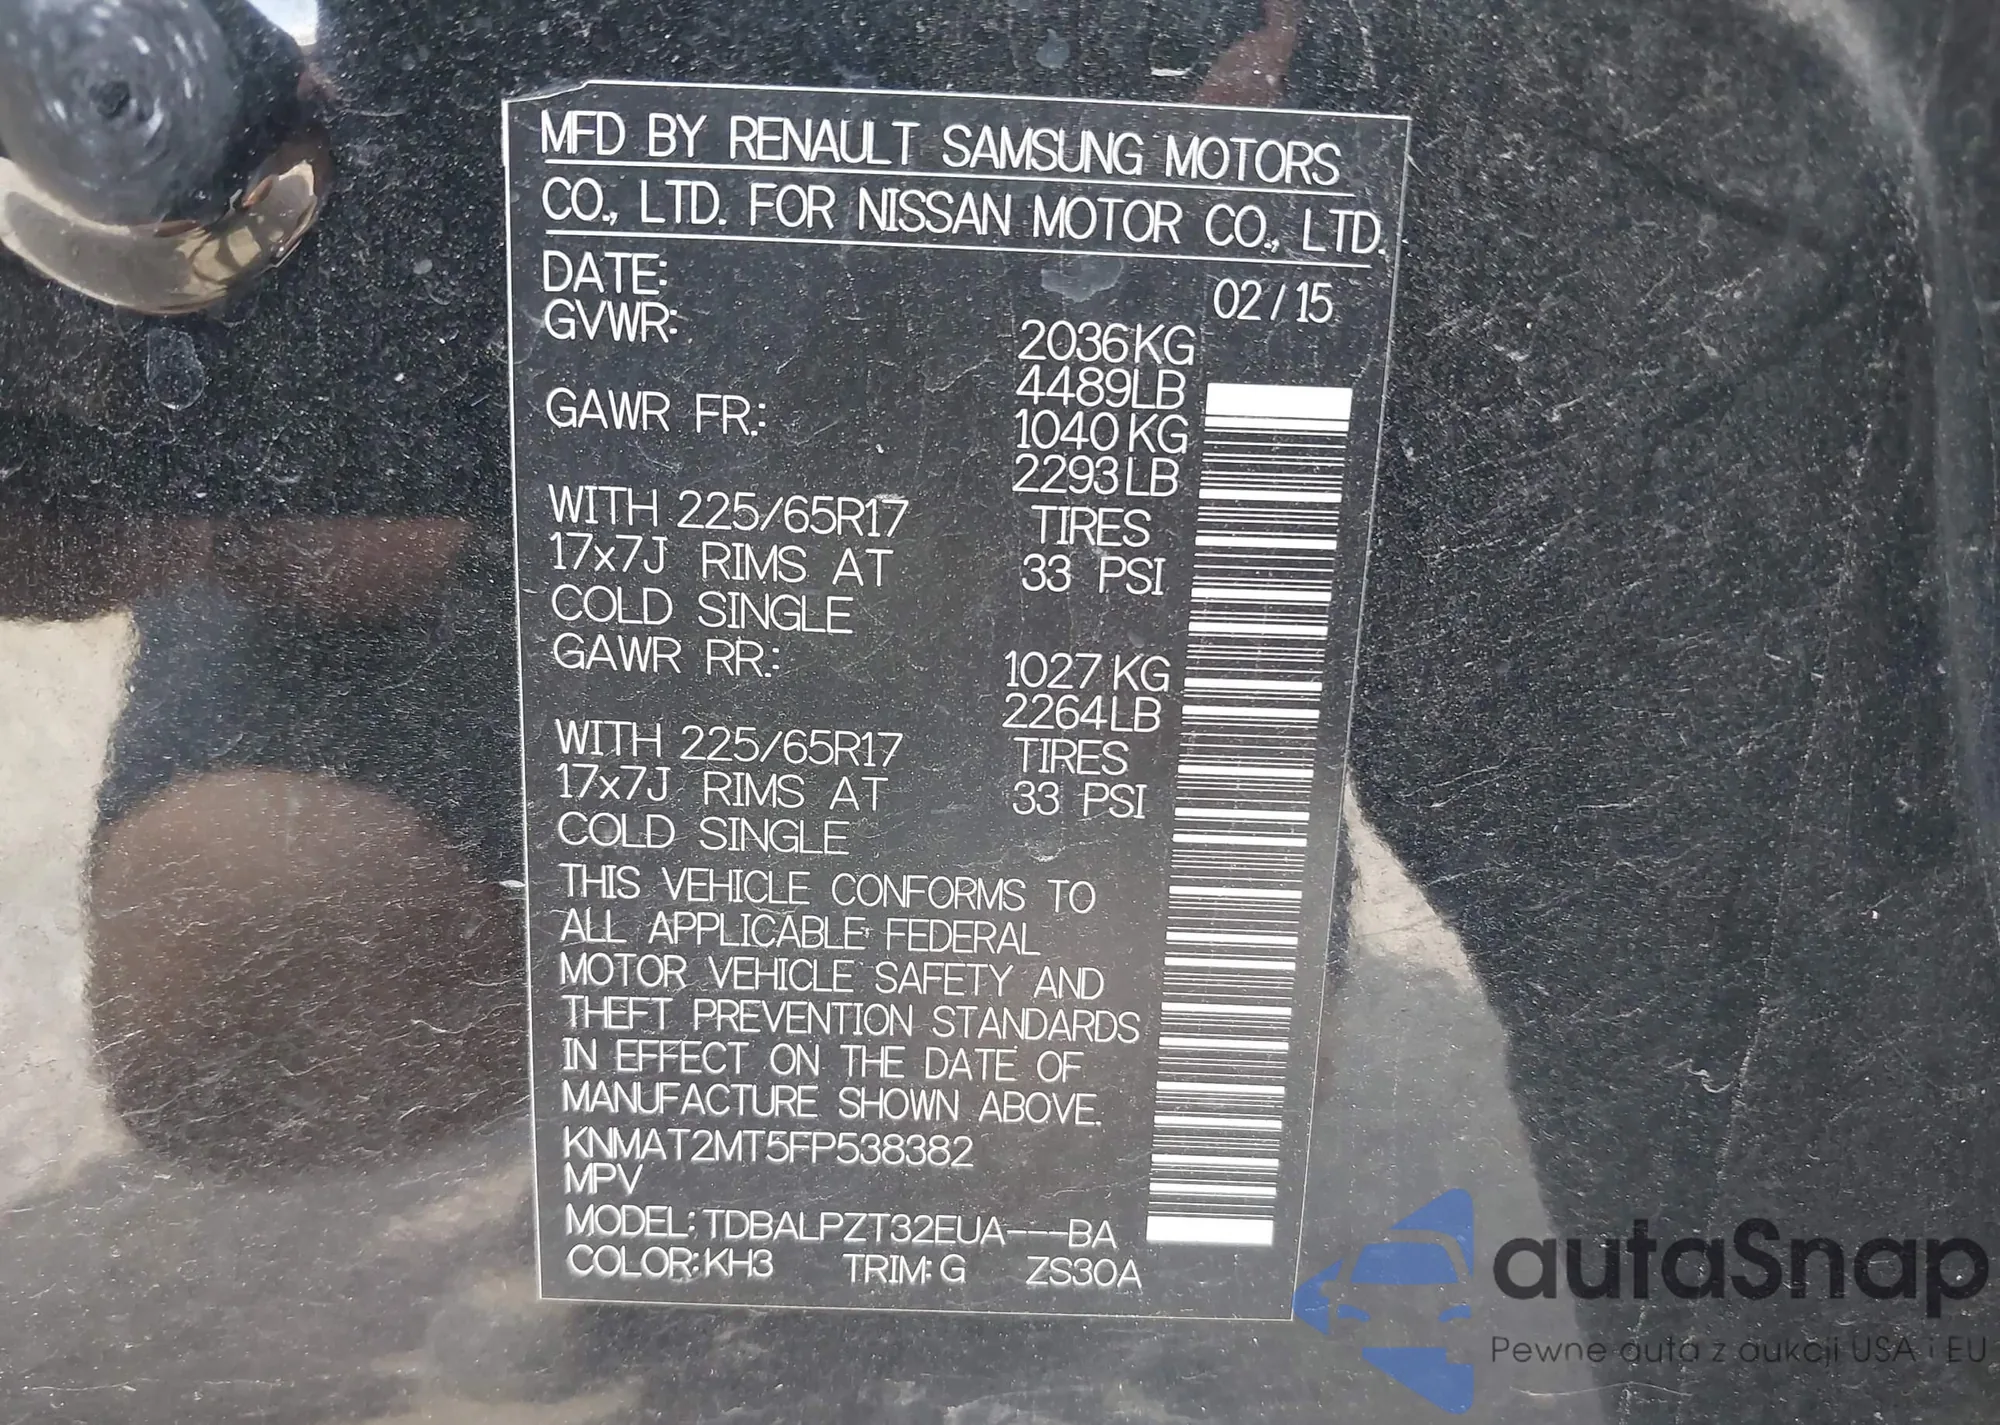 MFD BY RENAULT SAMSUNG MOTORS
CO., LTD. FOR NISSAN MOTOR CO., LTD.
DATE: 02/15
GVWR: 2036KG
4489LB
GAWR FR.: 1040KG
2293LB
WITH 225/65R17 TIRES
17x7J RIMS AT 33 PSI
COLD SINGLE
GAWR RR.: 1027KG
2264LB
WITH 225/65R17 TIRES
17x7J RIMS AT 33 PSI
COLD SINGLE
THIS VEHICLE CONFORMS TO
ALL APPLICABLE FEDERAL
MOTOR VEHICLE SAFETY AND
THEFT PREVENTION STANDARDS
IN EFFECT ON THE DATE OF
MANUFACTURE SHOWN ABOVE.
KNMAT2MT5FP538382
MPV
MODEL:TDBALPZT32EUA---BA
COLOR:KH3 TRIM:G ZS30A
autaSnap
Pewne auta z aukcji USA i EU